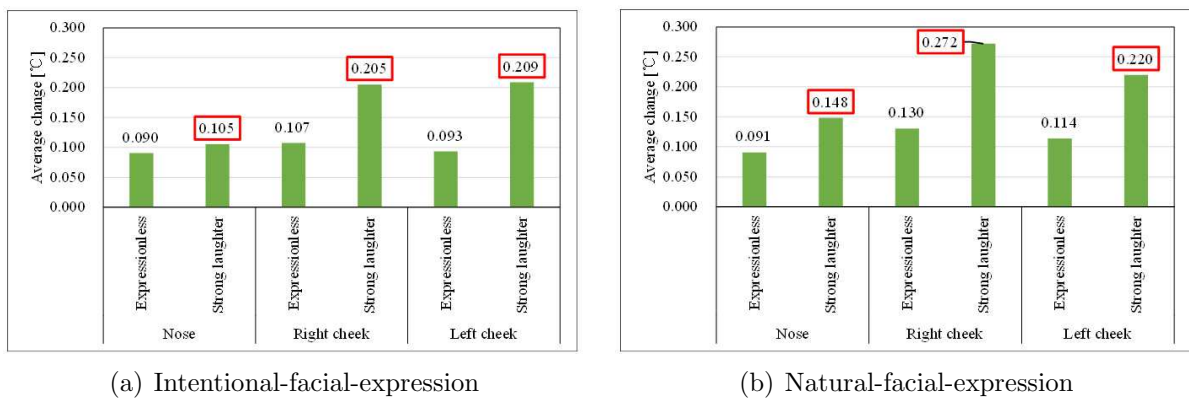 0.300
0.250
0.200
0.150
0.100
0.050
0.000
Average change [℃]
0.090
0.105
0.107
0.205
0.093
0.209
Expressionless
Strong laughter
Expressionless
Strong laughter
Expressionless
Strong laughter
Nose
Right cheek
Left cheek
(a) Intentional-facial-expression
0.300
0.250
0.200
0.150
0.100
0.050
0.000
Average change [℃]
0.091
0.148
0.130
0.272
0.114
0.220
Expressionless
Strong laughter
Expressionless
Strong laughter
Expressionless
Strong laughter
Nose
Right cheek
Left cheek
(b) Natural-facial-expression